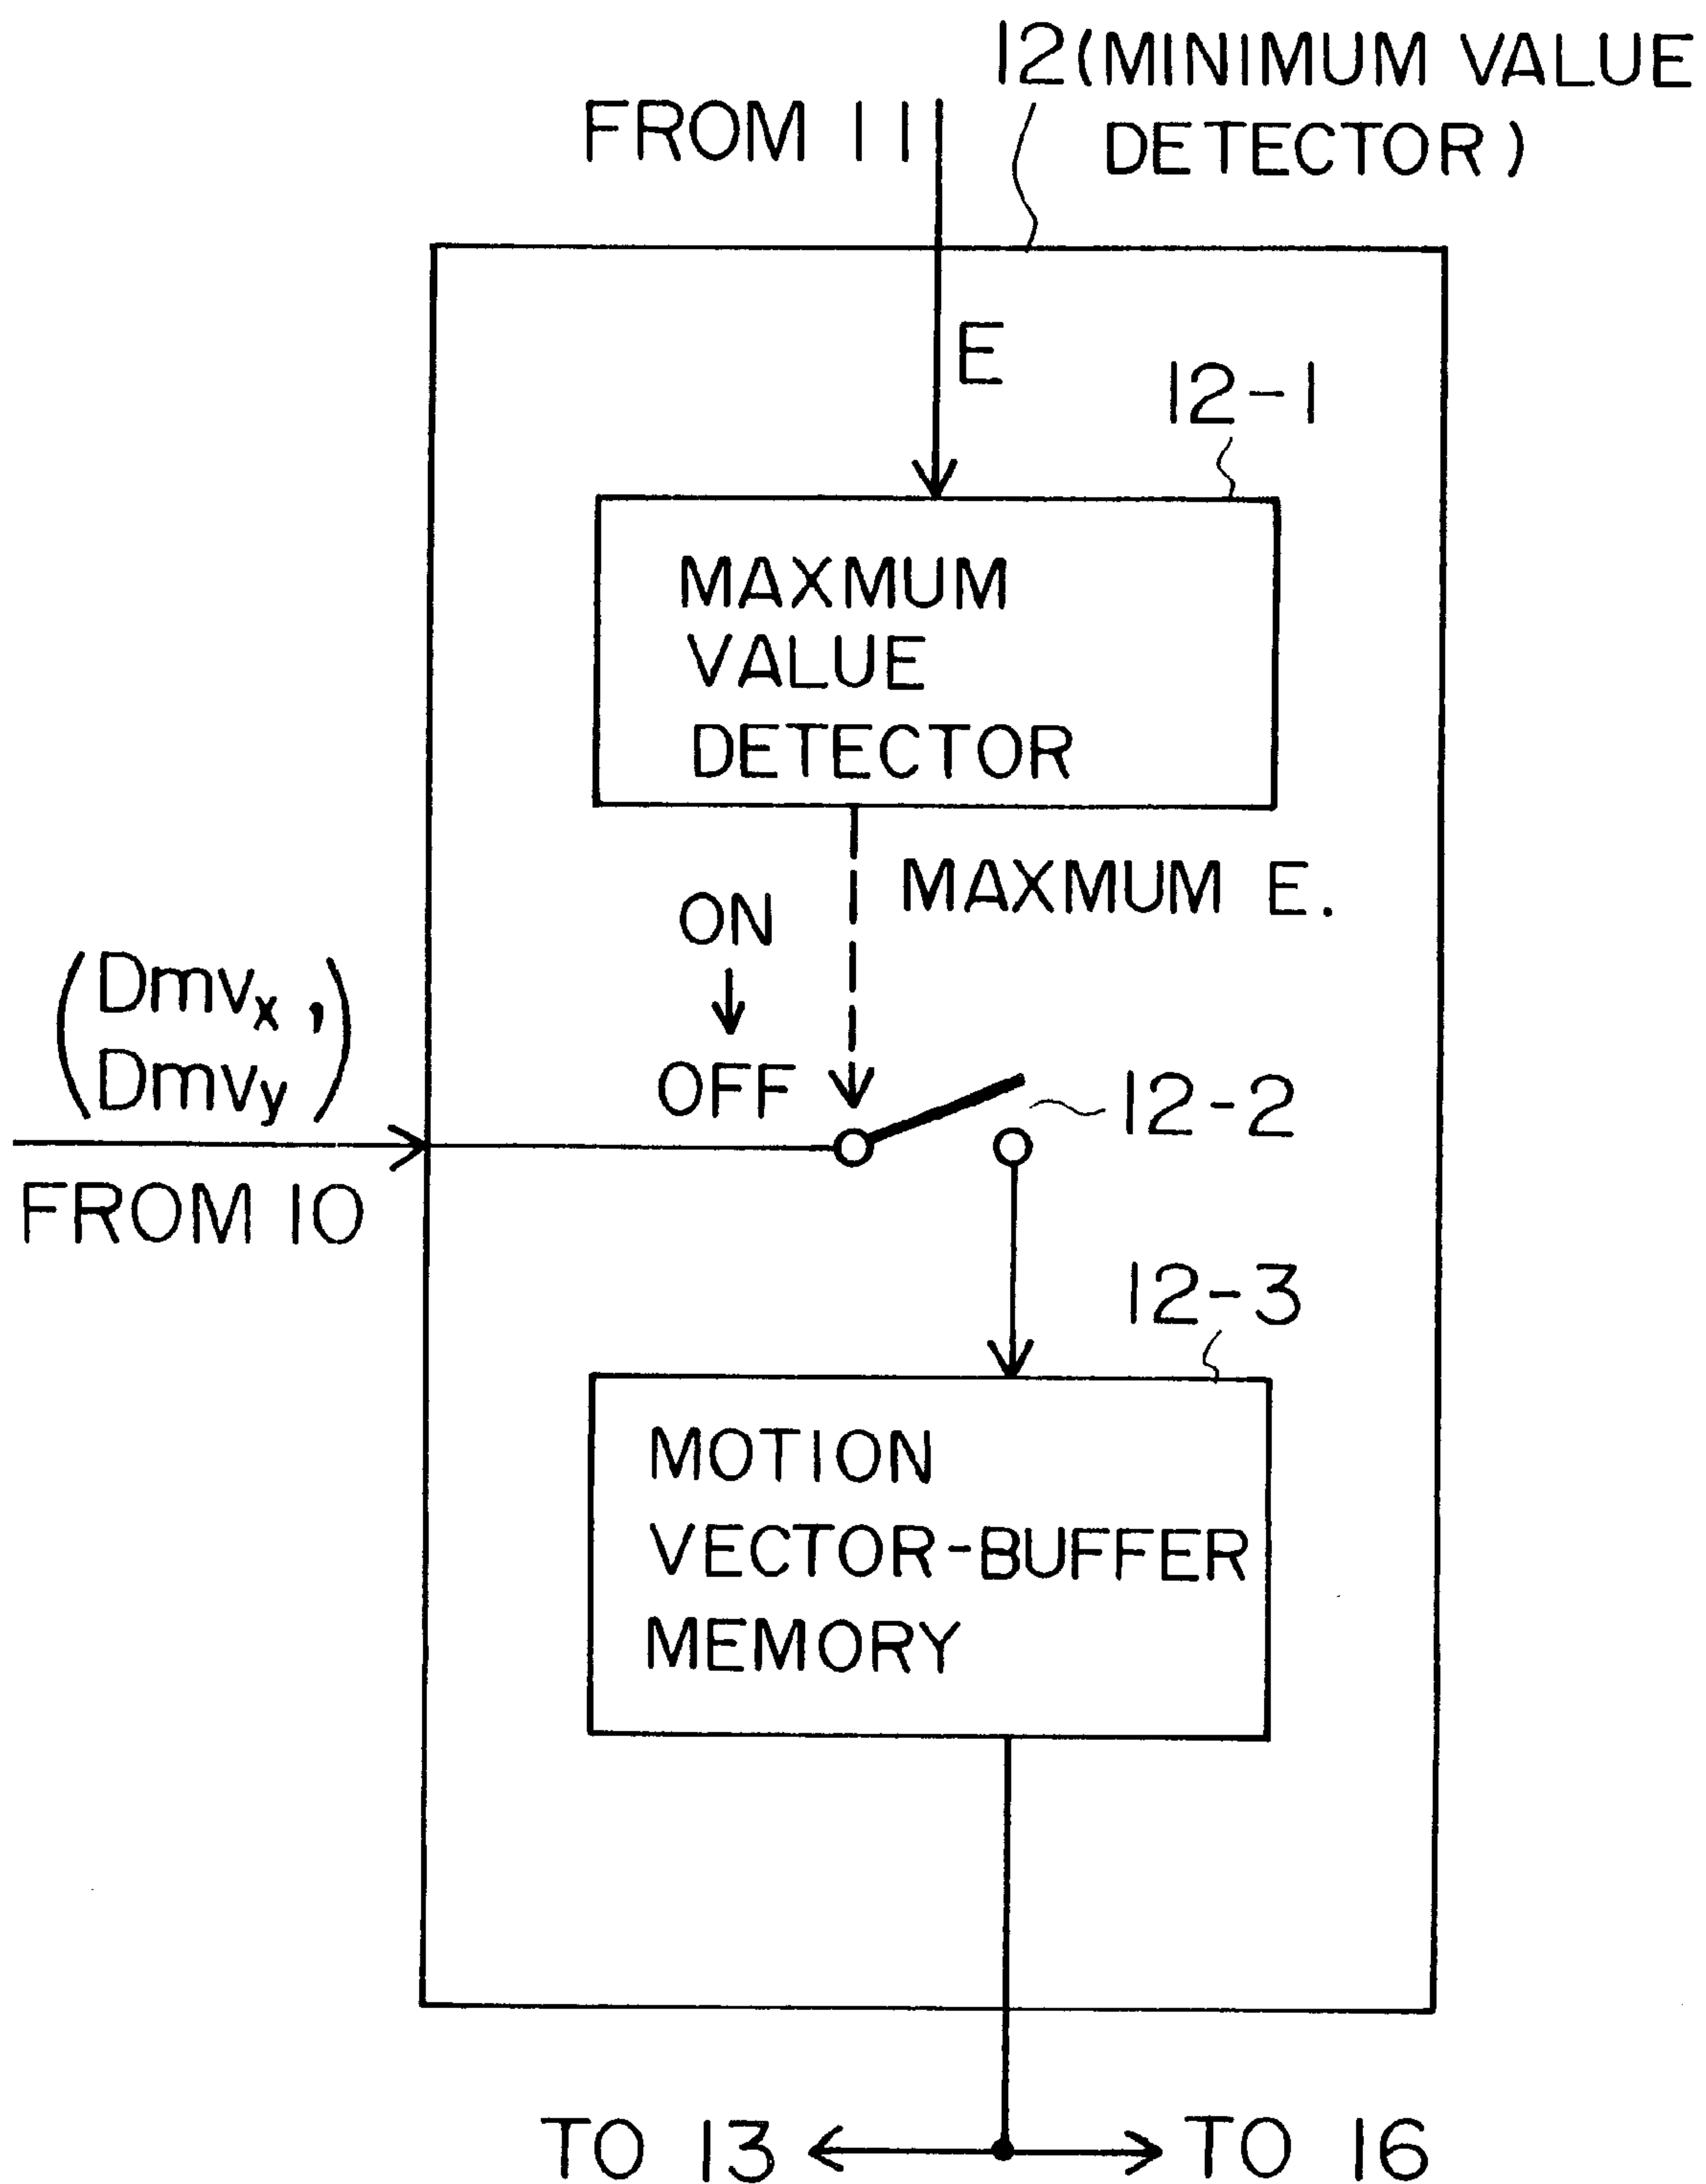 12(MINIMUM VALUE
DETECTOR)
FROM 11
E
12-1
MAXMUM
VALUE
DETECTOR
MAXMUM E.
ON
↓
OFF
(Dmvx,
Dmvy)
12-2
FROM 10
12-3
MOTION
VECTOR-BUFFER
MEMORY
TO 13
TO 16